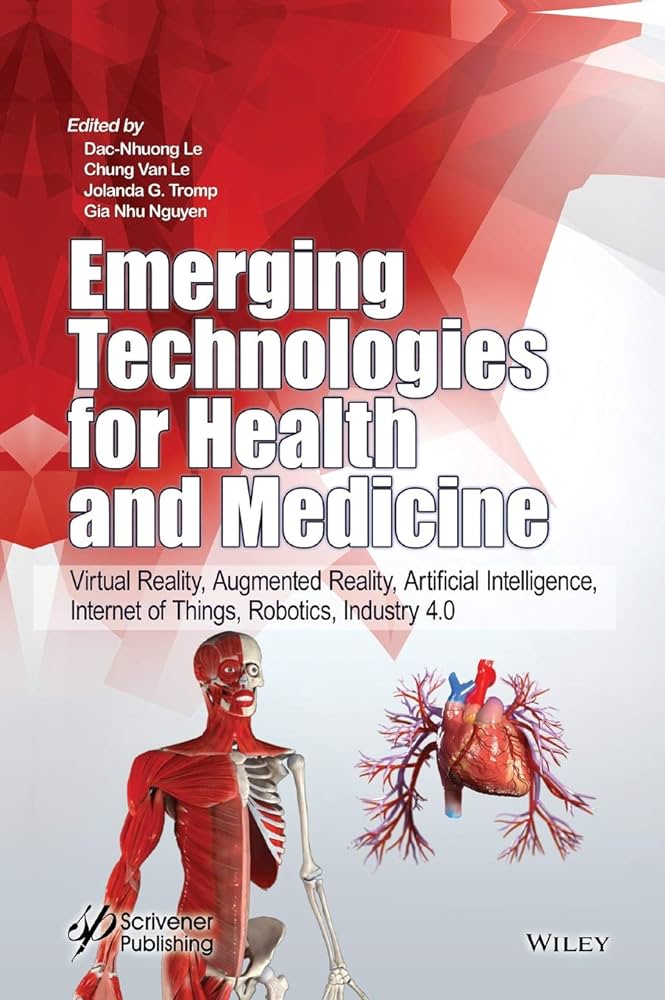 Edited by
Dac-Nhuong Le
Chung Van Le
Jolanda G. Tromp
Gia Nhu Nguyen
Emerging
Technologies
for Health
and Medicine
Virtual Reality, Augmented Reality, Artificial Intelligence,
Internet of Things, Robotics, Industry 4.0
Scrivener
Publishing
WILEY